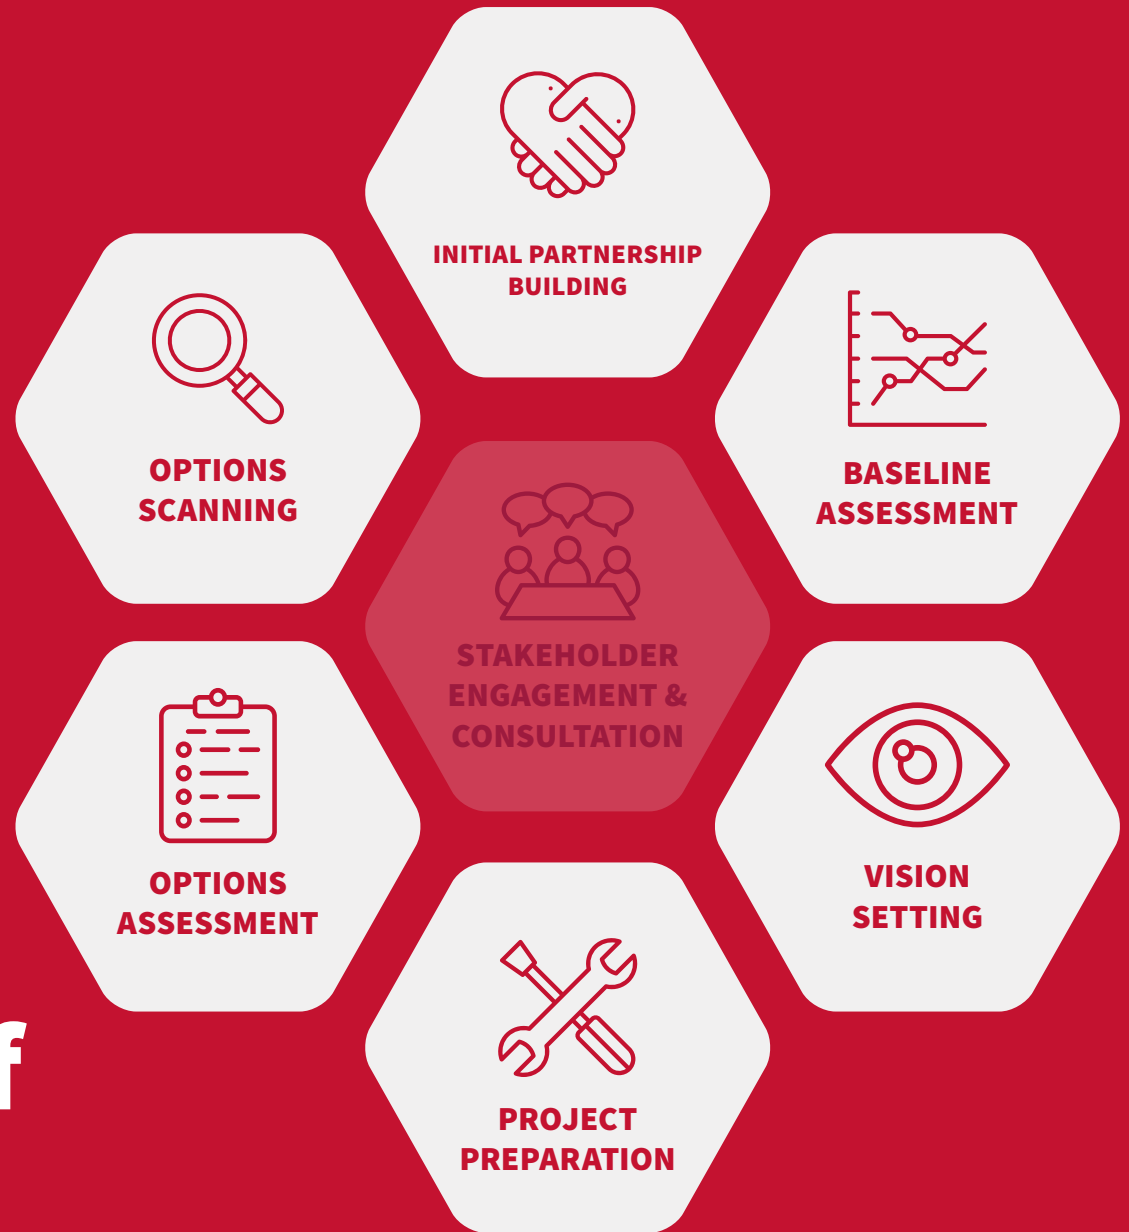 INITIAL PARTNERSHIP
BUILDING
OPTIONS
SCANNING
BASELINE
ASSESSMENT
STAKEHOLDER
ENGAGEMENT &
CONSULTATION
OPTIONS
ASSESSMENT
VISION
SETTING
f
PROJECT
PREPARATION